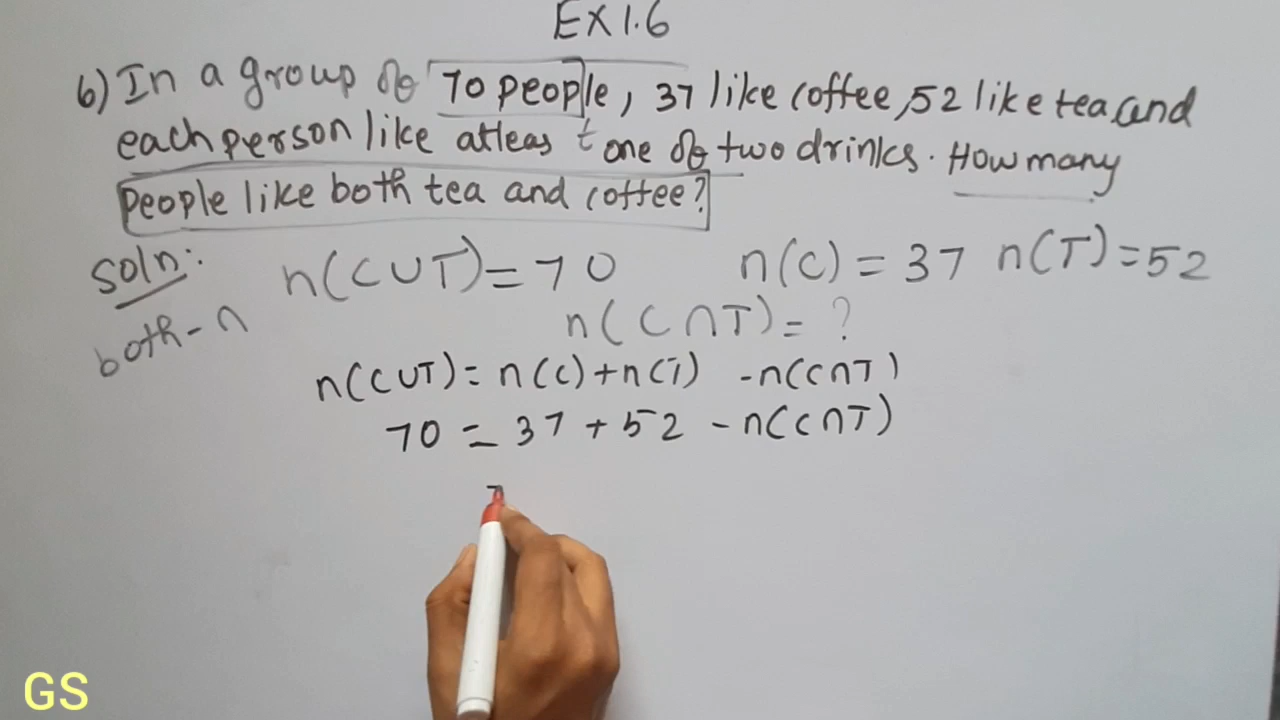 EX 1.6
6) In a group of 70 people, 37 like coffee, 52 like tea and
each person like atleas t one of two drinks. How many
people like both tea and coffee?
Soln:
n(C∪T) = 70 n(C) = 37 n(T) = 52
both - ∩
n(C∩T) = ?
n(C∪T) = n(C) + n(T) - n(C∩T)
70 = 37 + 52 - n(C∩T)
GS